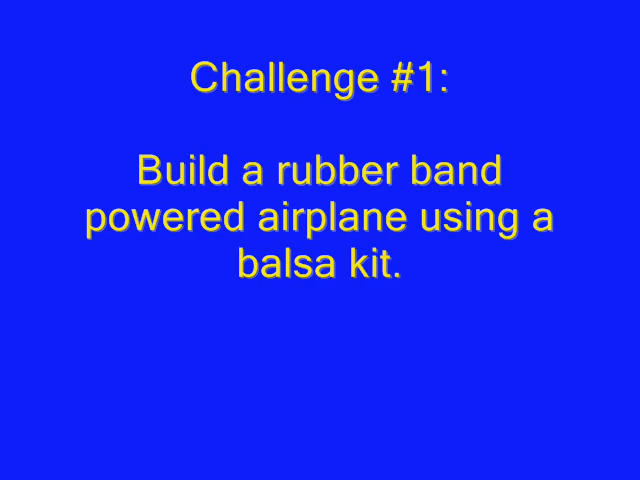 Challenge #1:
Build a rubber band
powered airplane using a
balsa kit.